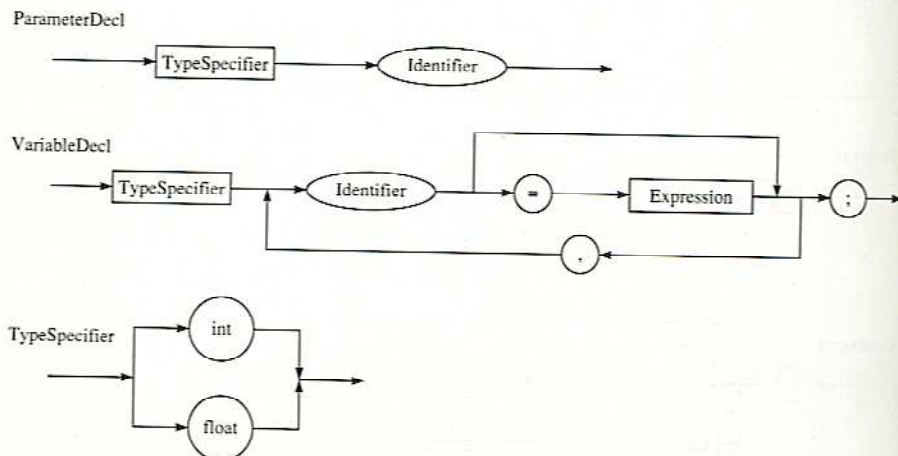 ParameterDecl
TypeSpecifier Identifier
VariableDecl
TypeSpecifier Identifier = Expression ;
,
TypeSpecifier
int
float